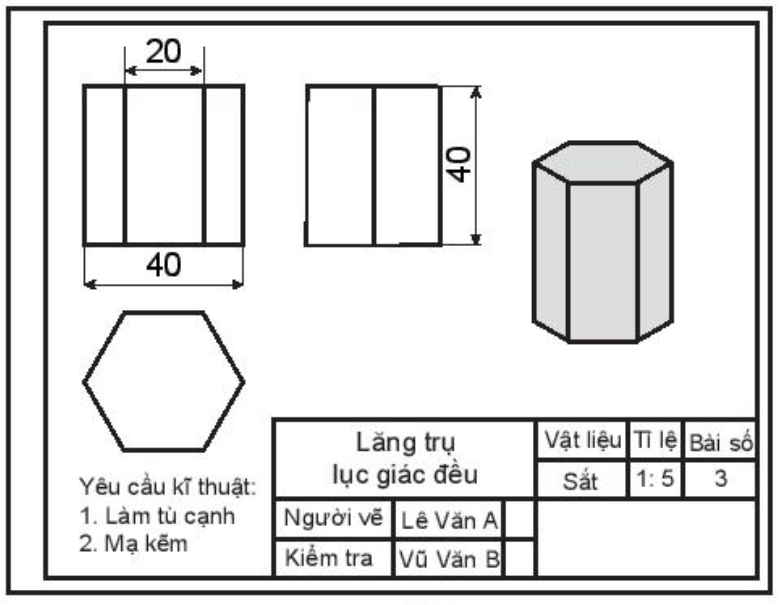 20
40
40
Yêu cầu kĩ thuật:
1. Làm tù cạnh
2. Mạ kẽm
Lăng trụ
lục giác đều
Vật liệu Tỉ lệ Bài số
Sắt 1: 5 3
Người vẽ Lê Văn A
Kiểm tra Vũ Văn B